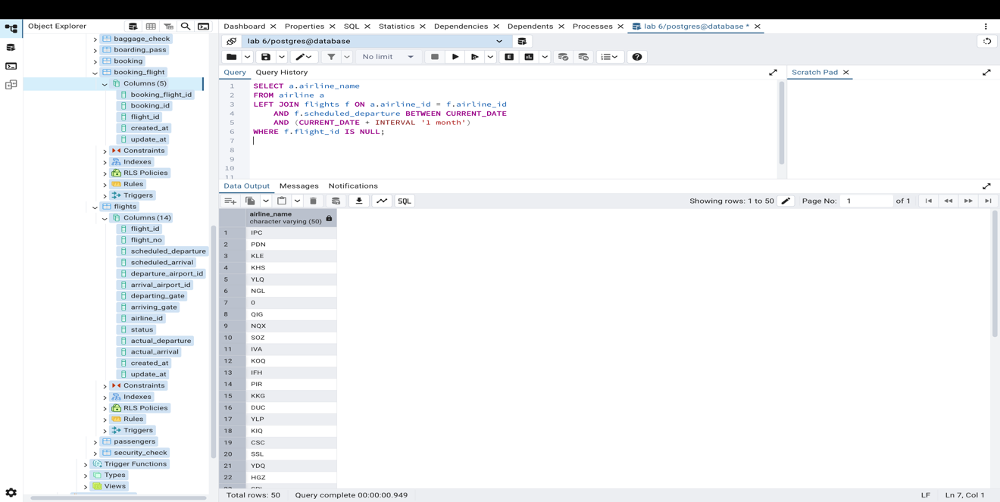 Object Explorer
baggage_check
boarding_pass
booking
booking_flight
Columns (5)
booking_flight_id
booking_id
flight_id
created_at
update_at
Constraints
Indexes
RLS Policies
Rules
Triggers
flights
Columns (14)
flight_id
flight_no
scheduled_departure
scheduled_arrival
departure_airport_id
arrival_airport_id
departing_gate
arriving_gate
airline_id
status
actual_departure
actual_arrival
created_at
update_at
Constraints
Indexes
RLS Policies
Rules
Triggers
passengers
security_check
Trigger Functions
Types
Views
Dashboard Properties SQL Statistics Dependencies Dependents Processes lab 6/postgres@database *
lab 6/postgres@database
No limit
Query Query History
Scratch Pad
1 SELECT a.airline_name
2 FROM airline a
3 LEFT JOIN flights f ON a.airline_id = f.airline_id
4 AND f.scheduled_departure BETWEEN CURRENT_DATE
5 AND (CURRENT_DATE + INTERVAL '1 month')
6 WHERE f.flight_id IS NULL;
7
8
9
10
11
Data Output Messages Notifications
SQL
Showing rows: 1 to 50 Page No: 1 of 1
airline_name
character varying (50)
1 IPC
2 PDN
3 KLE
4 KHS
5 YLQ
6 NGL
7 0
8 QIG
9 NQX
10 SOZ
11 IVA
12 KOQ
13 IFH
14 PIR
15 KKG
16 DUC
17 YLP
18 KIQ
19 CSC
20 SSL
21 YDQ
22 HGZ
Total rows: 50 Query complete 00:00:00.949 LF Ln 7, Col 1